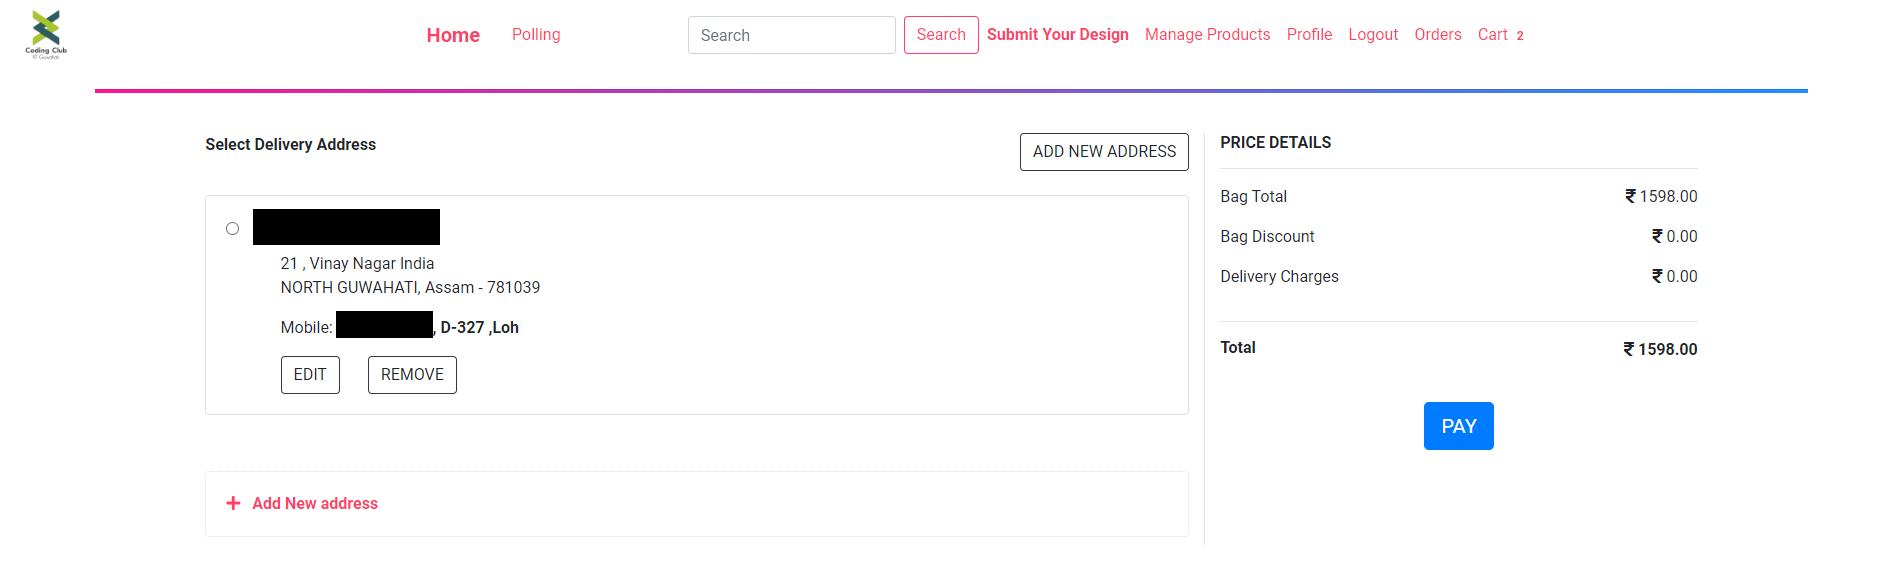 Coding Club
IIT Guwahati
Home Polling Search Search Submit Your Design Manage Products Profile Logout Orders Cart 2
Select Delivery Address
ADD NEW ADDRESS
21 , Vinay Nagar India
NORTH GUWAHATI, Assam - 781039
Mobile: , D-327 ,Loh
EDIT REMOVE
Add New address
PRICE DETAILS
Bag Total ₹ 1598.00
Bag Discount ₹ 0.00
Delivery Charges ₹ 0.00
Total ₹ 1598.00
PAY